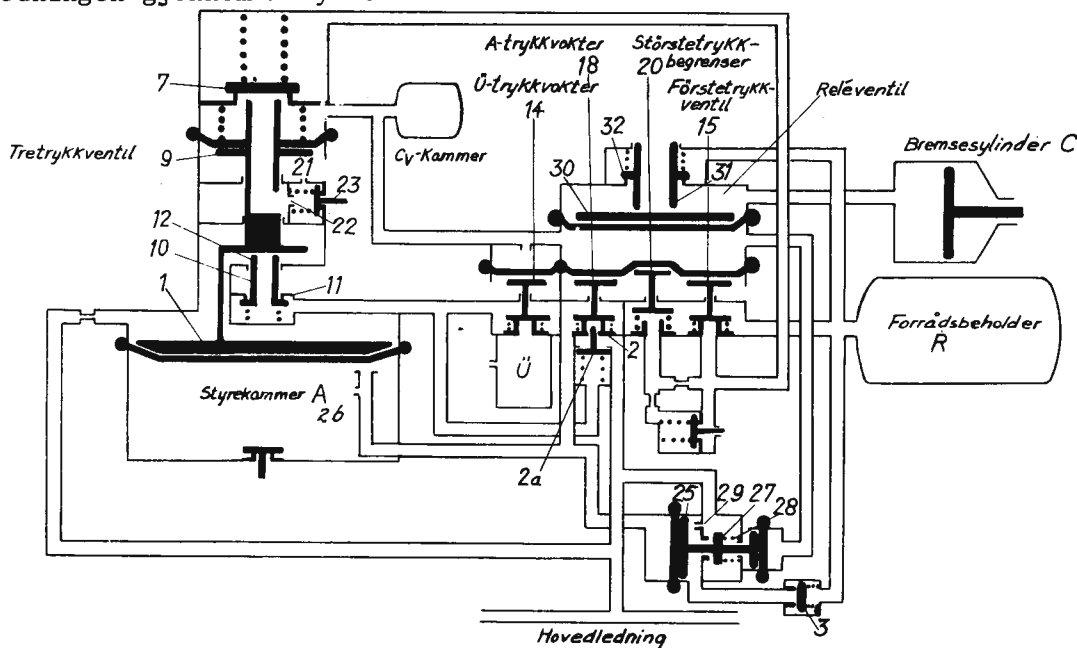 7
A-trykkvokter
18
Störstetrykk-
begrenser
20
Ü-trykkvokter
14
Förstetrykk-
ventil
15
Reléventil
32
Bremsesylinder C
Tretrykkventil
9
Cv-Kammer
21
23
30
31
22
12
10
11
1
Forrådsbeholder
R
2
Ü
Styrekammer A
26
2a
25
29
27
28
3
Hovedledning